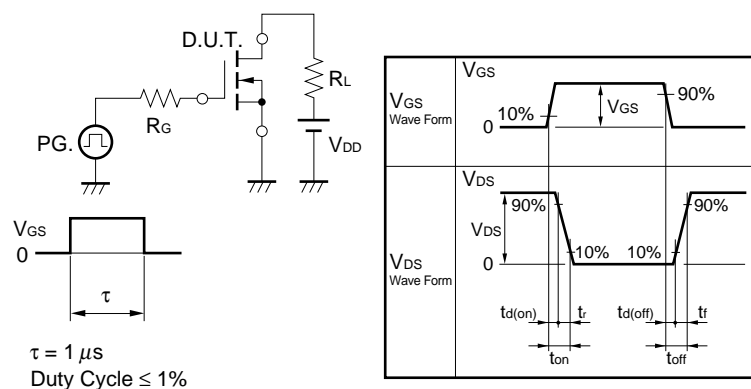 D.U.T.
RL
RG
PG.
VDD
VGS
0
τ
τ = 1 μs
Duty Cycle ≤ 1%
VGS
Wave Form
VGS
10%
VGS
90%
0
VDS
Wave Form
VDS
VDS
90%
90%
10%
10%
0
td(on)
tr
td(off)
tf
ton
toff